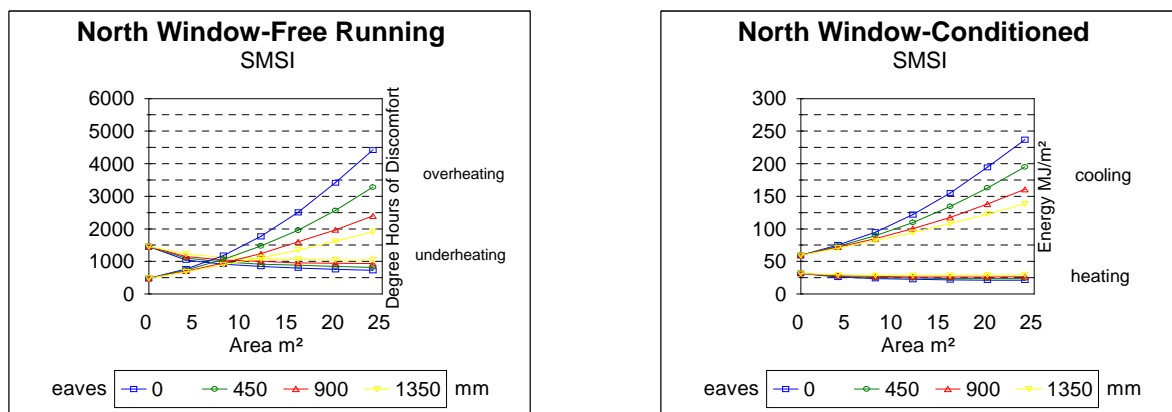 North Window-Free Running
SMSI
6000
5000
4000
3000
2000
1000
0
0 5 10 15 20 25
Area m²
Degree Hours of Discomfort
overheating
underheating
eaves 0 450 900 1350 mm
North Window-Conditioned
SMSI
300
250
200
150
100
50
0
0 5 10 15 20 25
Area m²
Energy MJ/m²
cooling
heating
eaves 0 450 900 1350 mm